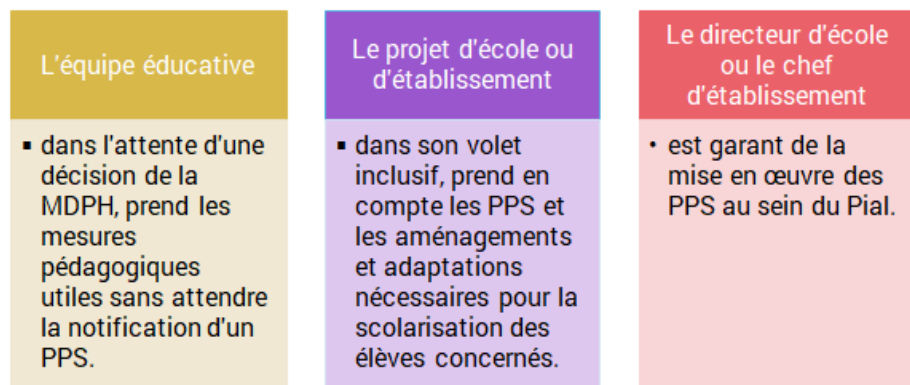 L'équipe éducative
▪ dans l'attente d'une
décision de la
MDPH, prend les
mesures
pédagogiques
utiles sans attendre
la notification d'un
PPS.
Le projet d'école ou
d'établissement
▪ dans son volet
inclusif, prend en
compte les PPS et
les aménagements
et adaptations
nécessaires pour la
scolarisation des
élèves concernés.
Le directeur d'école
ou le chef
d'établissement
• est garant de la
mise en œuvre des
PPS au sein du Pial.